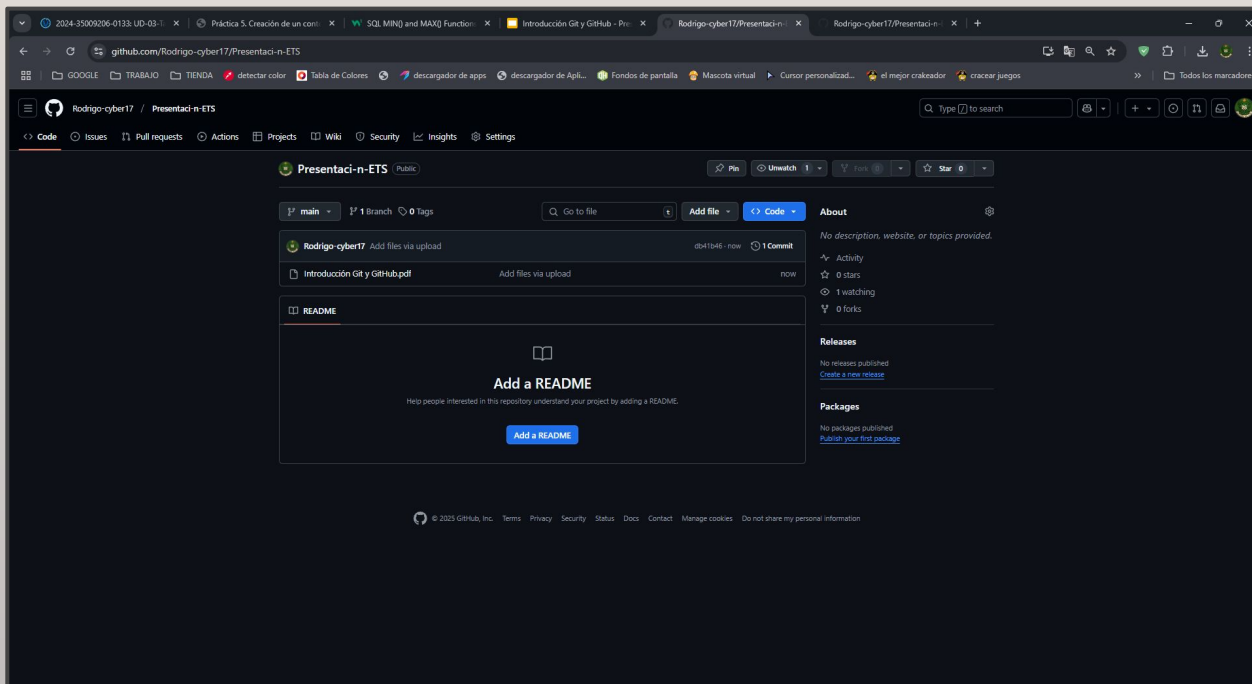 2024-35009206-0133: UD-03-T
Práctica 5. Creación de un cont
SQL MIN() and MAX() Function
Introducción Git y GitHub - Pre
Rodrigo-cyber17/Presentaci-n-
Rodrigo-cyber17/Presentaci-n-
github.com/Rodrigo-cyber17/Presentaci-n-ETS
GOOGLE TRABAJO TIENDA detectar color Tabla de Colores descargador de apps descargador de Apli... Fondos de pantalla Mascota virtual Cursor personalizad... el mejor crakeador cracear juegos » Todos los marcadore
Rodrigo-cyber17 / Presentaci-n-ETS
Type / to search
<> Code Issues Pull requests Actions Projects Wiki Security Insights Settings
Presentaci-n-ETS Public
Pin Unwatch 1 Fork 0 Star 0
main 1 Branch 0 Tags
Go to file t Add file <> Code
Rodrigo-cyber17 Add files via upload db41b46 · now 1 Commit
Introducción Git y GitHub.pdf Add files via upload now
README
Add a README
Help people interested in this repository understand your project by adding a README.
Add a README
About
No description, website, or topics provided.
Activity
0 stars
1 watching
0 forks
Releases
No releases published
Create a new release
Packages
No packages published
Publish your first package
© 2025 GitHub, Inc. Terms Privacy Security Status Docs Contact Manage cookies Do not share my personal information